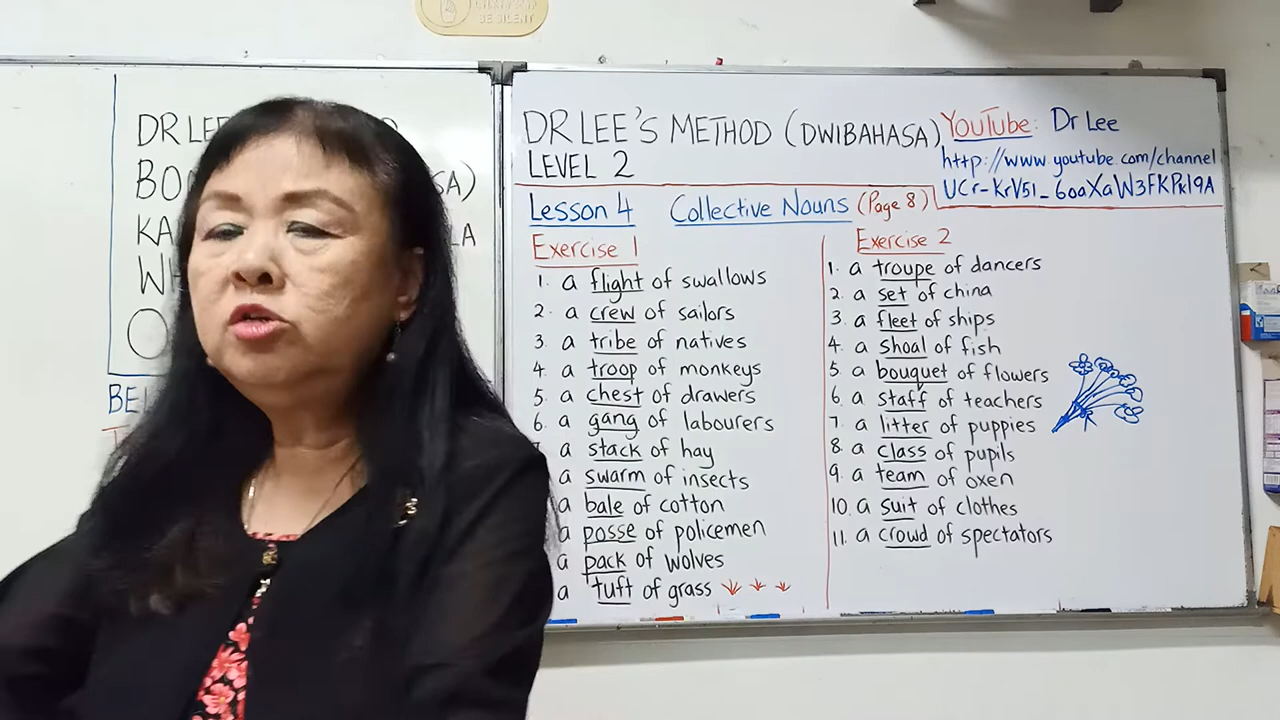 BE SILENT
DR LEE
BO
KA LA
WH
O
BE
DR LEE'S METHOD (DWIBAHASA)
LEVEL 2
YouTube: Dr Lee
http://www youtube com/channel
UCr-KrV51_6oaXaW3FKPkl9A
Lesson 4 Collective Nouns (Page 8)
Exercise 1
1. a flight of swallows
2. a crew of sailors
3. a tribe of natives
4. a troop of monkeys
5. a chest of drawers
6. a gang of labourers
a stack of hay
a swarm of insects
a bale of cotton
a posse of policemen
a pack of wolves
a tuft of grass
Exercise 2
1. a troupe of dancers
2. a set of china
3. a fleet of ships
4. a shoal of fish
5. a bouquet of flowers
6. a staff of teachers
7. a litter of puppies
8. a class of pupils
9. a team of oxen
10. a suit of clothes
11. a crowd of spectators